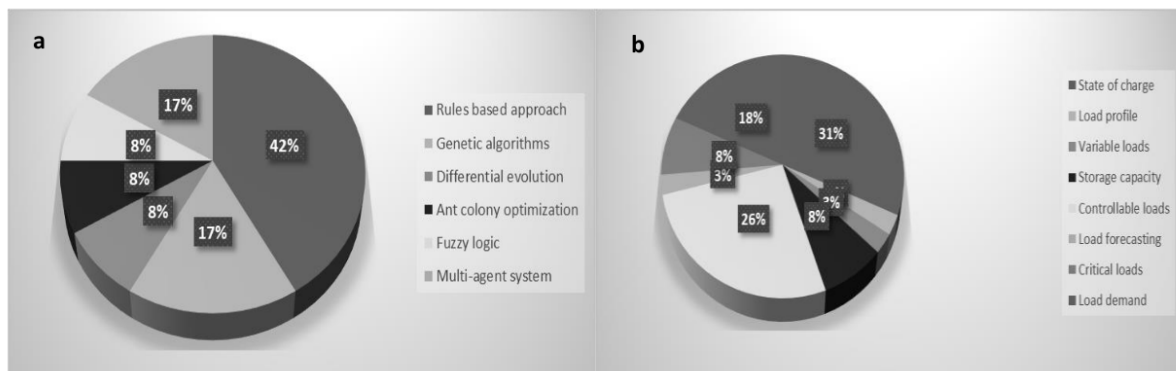 a
17%
42%
8%
8%
8%
17%
Rules based approach
Genetic algorithms
Differential evolution
Ant colony optimization
Fuzzy logic
Multi-agent system
b
18%
31%
8%
3%
3%
8%
26%
State of charge
Load profile
Variable loads
Storage capacity
Controllable loads
Load forecasting
Critical loads
Load demand